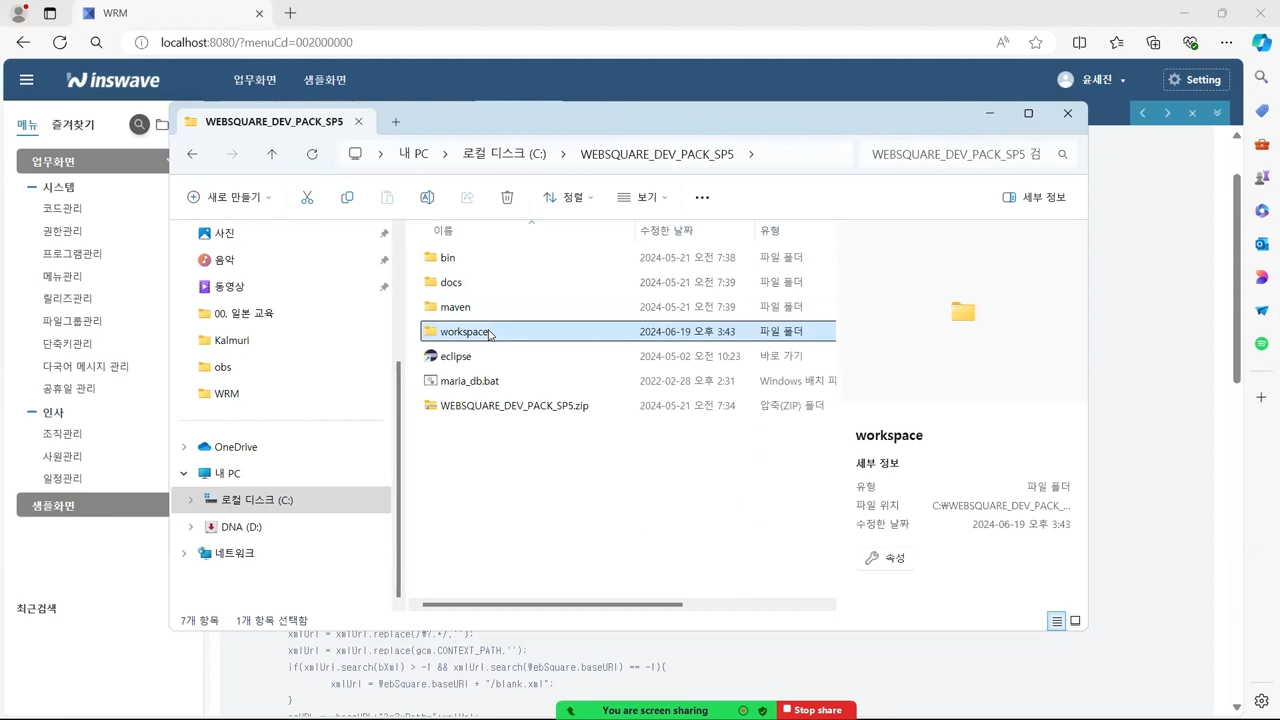 WRM
localhost:8080/?menuCd=002000000
inswave
업무화면
샘플화면
윤세진
Setting
메뉴
즐겨찾기
업무화면
시스템
코드관리
권한관리
프로그램관리
메뉴관리
릴리즈관리
파일그룹관리
단축키관리
다국어 메시지 관리
공휴일 관리
인사
조직관리
사원관리
일정관리
샘플화면
최근검색
WEBSQUARE_DEV_PACK_SP5
내 PC
로컬 디스크 (C:)
WEBSQUARE_DEV_PACK_SP5
WEBSQUARE_DEV_PACK_SP5 검
새로 만들기
정렬
보기
세부 정보
사진
음악
동영상
00. 일본 교육
Kalmuri
obs
WRM
OneDrive
내 PC
로컬 디스크 (C:)
DNA (D:)
네트워크
이름 수정한 날짜 유형
bin 2024-05-21 오전 7:38 파일 폴더
docs 2024-05-21 오전 7:39 파일 폴더
maven 2024-05-21 오전 7:39 파일 폴더
workspace 2024-06-19 오후 3:43 파일 폴더
eclipse 2024-05-02 오전 10:23 바로 가기
maria_db.bat 2022-02-28 오후 2:31 Windows 배치 파
WEBSQUARE_DEV_PACK_SP5.zip 2024-05-21 오전 7:34 압축(ZIP) 폴더
workspace
세부 정보
유형 파일 폴더
파일 위치 C:₩WEBSQUARE_DEV_PACK_...
수정한 날짜 2024-06-19 오후 3:43
속성
7개 항목
1개 항목 선택함
xmlUrl = xmlUrl.replace(/₩?.*/,'');
xmlUrl = xmlUrl.replace(gcm.CONTEXT_PATH,'');
if(xmlUrl.search(bXml) > -1 && xmlUrl.search(WebSquare.baseURI) == -1){
xmlUrl = WebSquare.baseURI + "/blank.xml";
}
You are screen sharing
Stop share